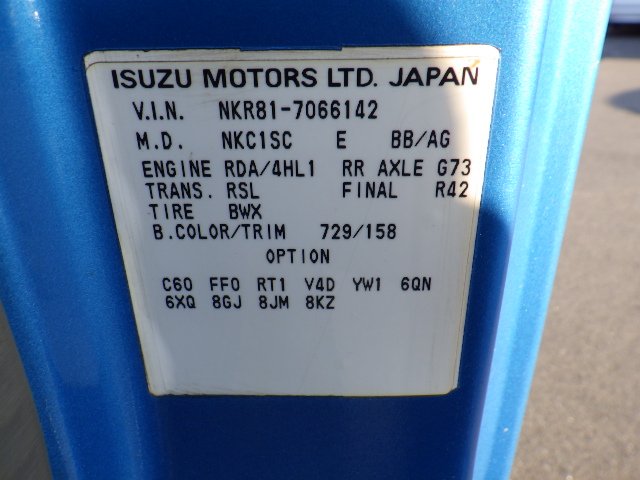 ISUZU MOTORS LTD. JAPAN
V.I.N. NKR81-7066142
M.D. NKC1SC E BB/AG
ENGINE RDA/4HL1 RR AXLE G73
TRANS. RSL FINAL R42
TIRE BWX
B.COLOR/TRIM 729/158
OPTION
C60 FF0 RT1 V4D YW1 6QN
6XQ 8GJ 8JM 8KZ